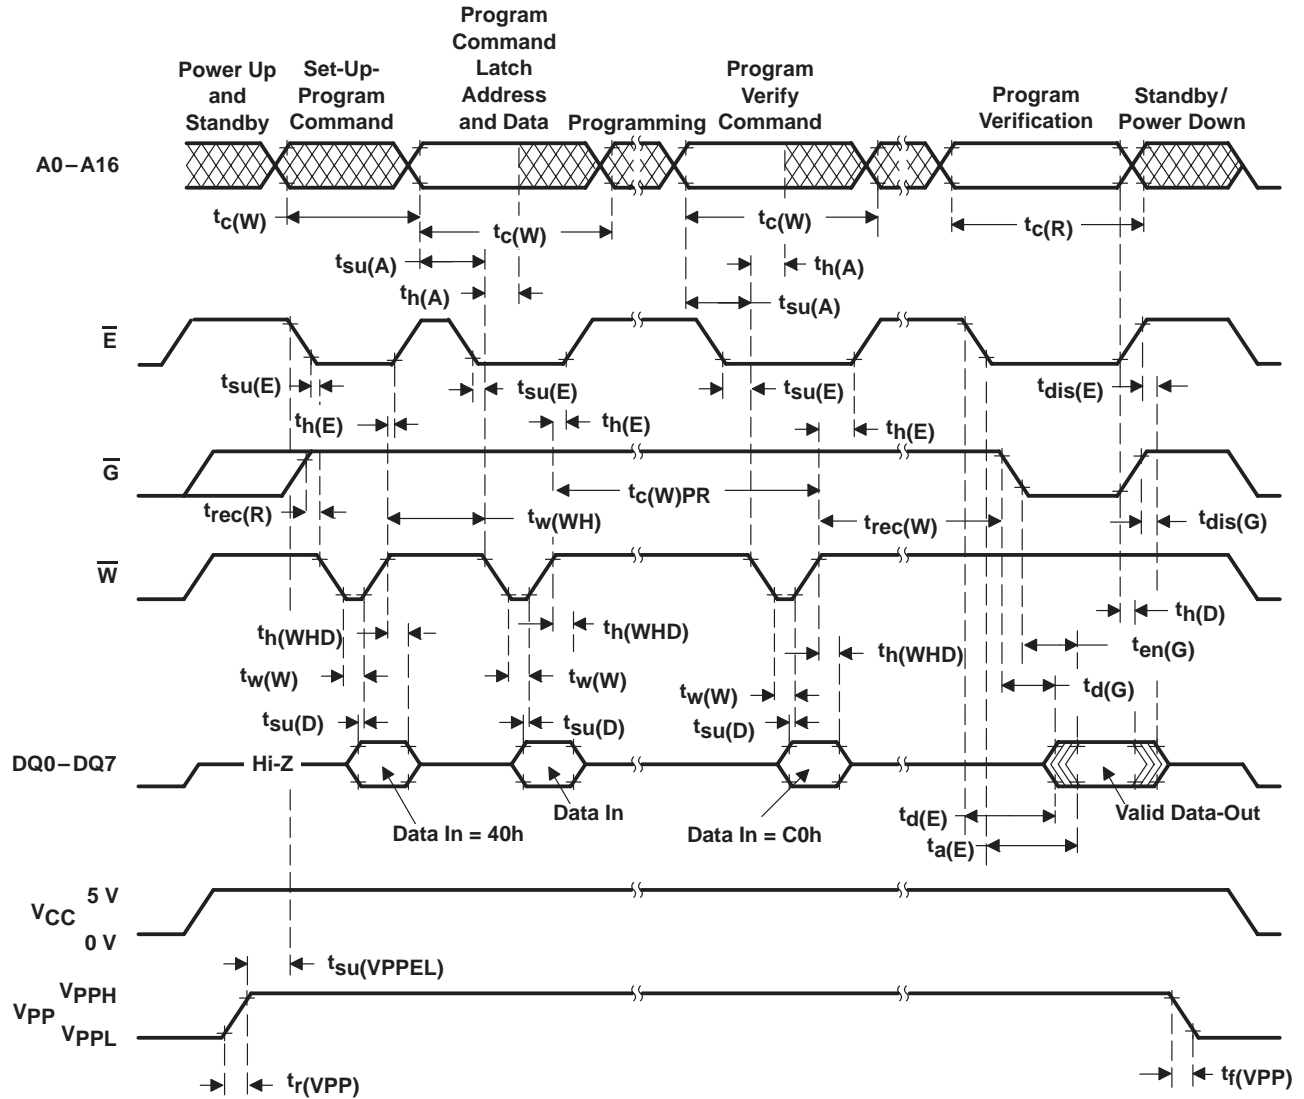 Power Up
and
Standby
Set-Up-
Program
Command
Program
Command
Latch
Address
and Data
Programming
Program
Verify
Command
Program
Verification
Standby/
Power Down
A0–A16
tc(W)
tc(W)
tc(W)
tc(R)
tsu(A)
th(A)
th(A)
tsu(A)
E
tsu(E)
tsu(E)
tsu(E)
tdis(E)
th(E)
th(E)
th(E)
G
tc(W)PR
trec(R)
tw(WH)
trec(W)
tdis(G)
W
th(D)
th(WHD)
th(WHD)
th(WHD)
ten(G)
tw(W)
tw(W)
tw(W)
td(G)
tsu(D)
tsu(D)
tsu(D)
DQ0–DQ7
Hi-Z
Data In = 40h
Data In
Data In = C0h
td(E)
Valid Data-Out
ta(E)
VCC
5 V
0 V
tsu(VPPEL)
VPP
VPPH
VPPL
tr(VPP)
tf(VPP)